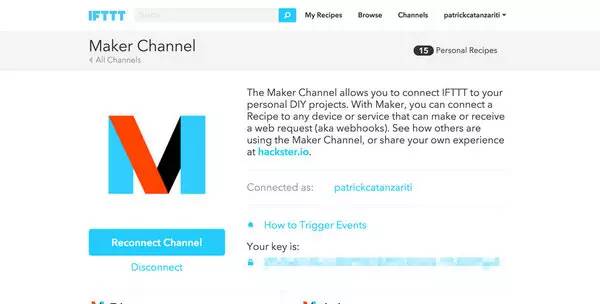 IFTTT
My Recipes
Browse
Channels
patrickcatanzariti
Maker Channel
15 Personal Recipes
All Channels
The Maker Channel allows you to connect IFTTT to your
personal DIY projects. With Maker, you can connect a
Recipe to any device or service that can make or receive
a web request (aka webhooks). See how others are
using the Maker Channel, or share your own experience
at hackster.io.
Connected as: patrickcatanzariti
How to Trigger Events
Reconnect Channel
Your key is:
Disconnect